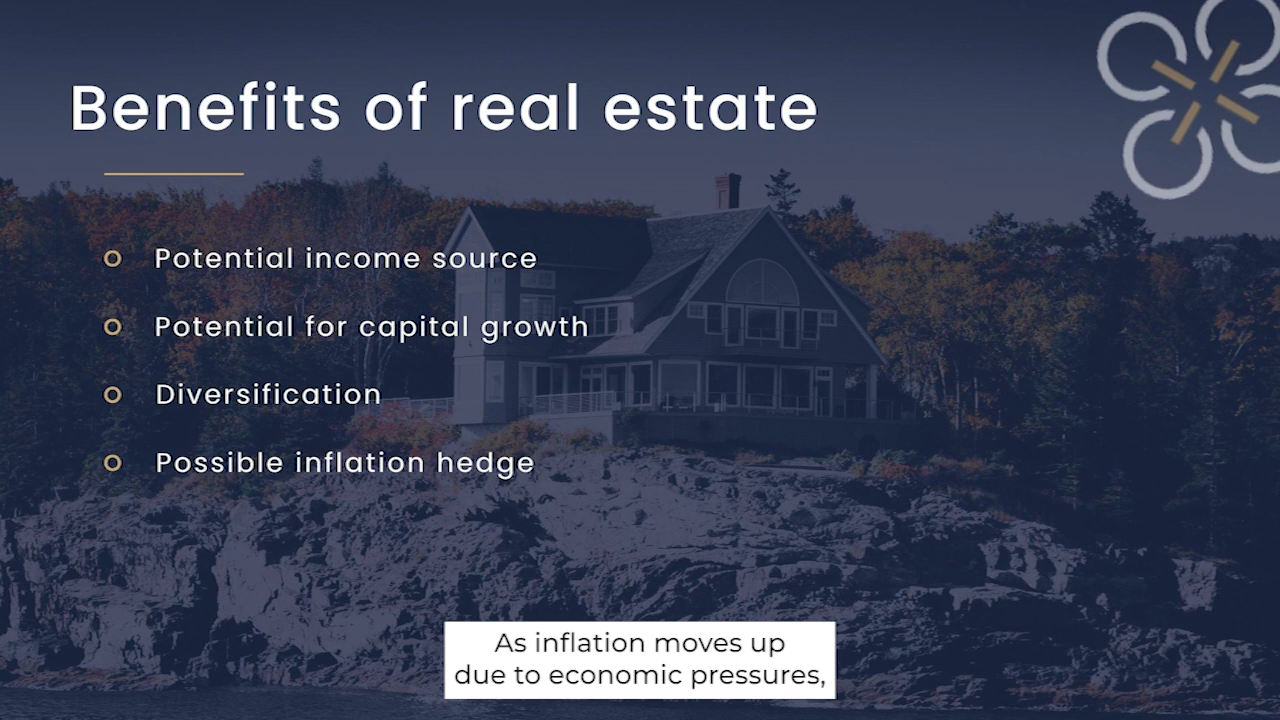 Benefits of real estate
Potential income source
Potential for capital growth
Diversification
Possible inflation hedge
As inflation moves up
due to economic pressures,